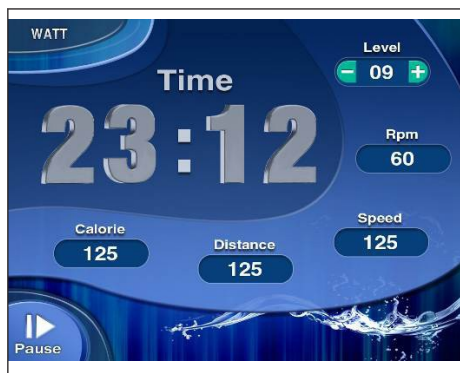 WATT
Level
− 09 +
Time
23:12
Rpm
60
Calorie
125
Distance
125
Speed
125
Pause